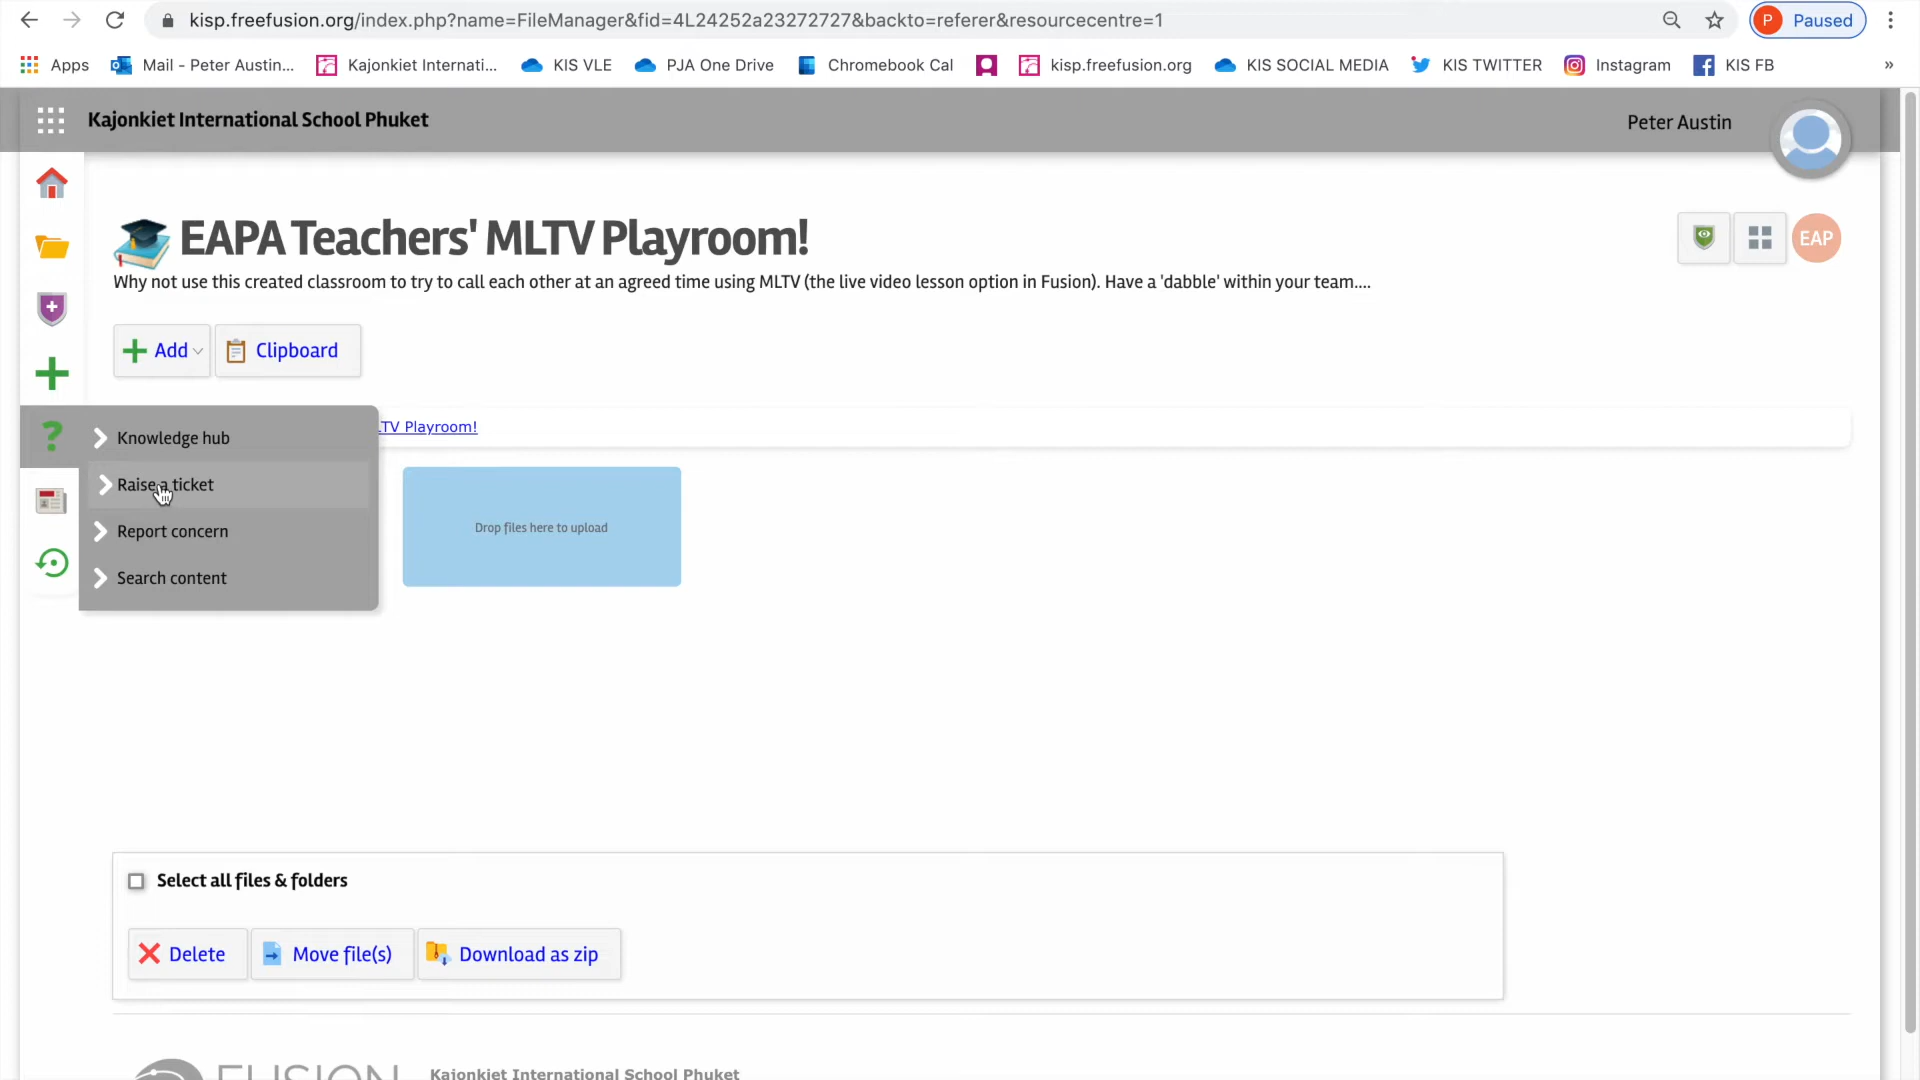 kisp.freefusion.org/index.php?name=FileManager&fid=4L24252a23272727&backto=referer&resourcecentre=1
P Paused
Apps Mail - Peter Austin... Kajonkiet Internati... KIS VLE PJA One Drive Chromebook Cal kisp.freefusion.org KIS SOCIAL MEDIA KIS TWITTER Instagram KIS FB »
Kajonkiet International School Phuket
Peter Austin
EAPA Teachers' MLTV Playroom!
EAP
Why not use this created classroom to try to call each other at an agreed time using MLTV (the live video lesson option in Fusion). Have a 'dabble' within your team....
Add Clipboard
LTV Playroom!
? Knowledge hub
Raise a ticket
Report concern
Search content
Drop files here to upload
Select all files & folders
Delete Move file(s) Download as zip
FUSION Kajonkiet International School Phuket